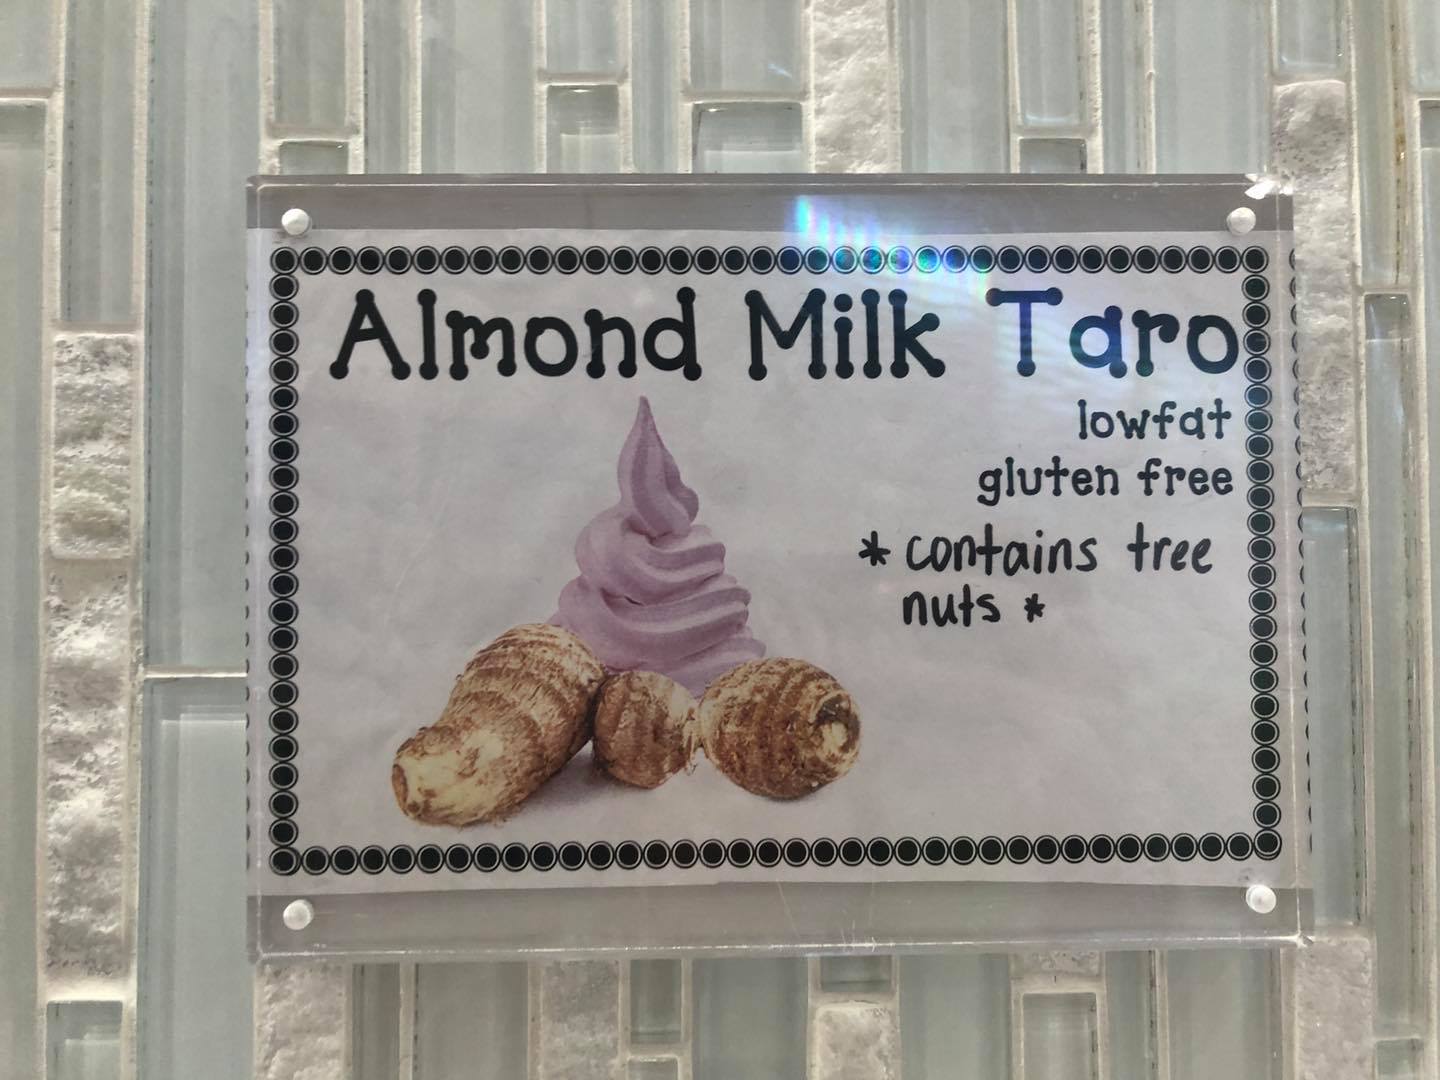 Almond Milk Taro
lowfat
gluten free
* contains tree
nuts *